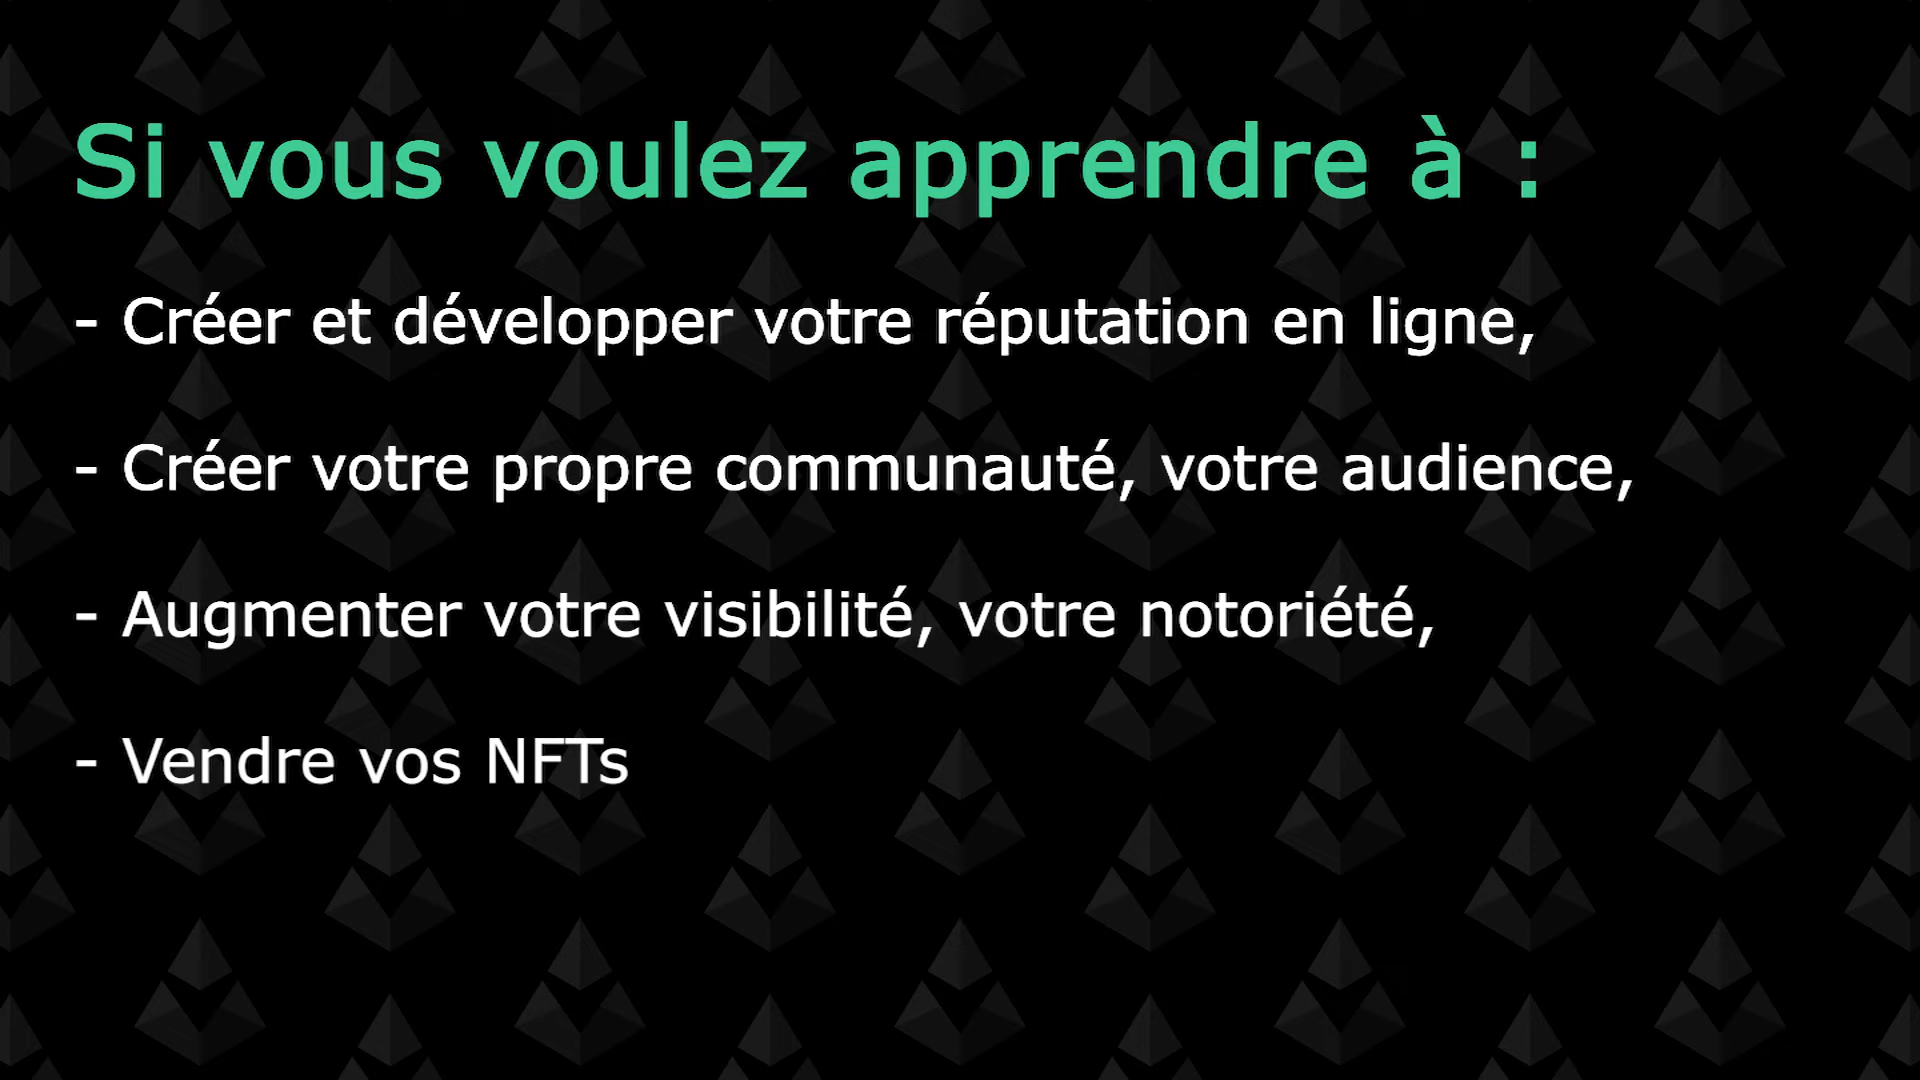 Si vous voulez apprendre à :
- Créer et développer votre réputation en ligne,
- Créer votre propre communauté, votre audience,
- Augmenter votre visibilité, votre notoriété,
- Vendre vos NFTs